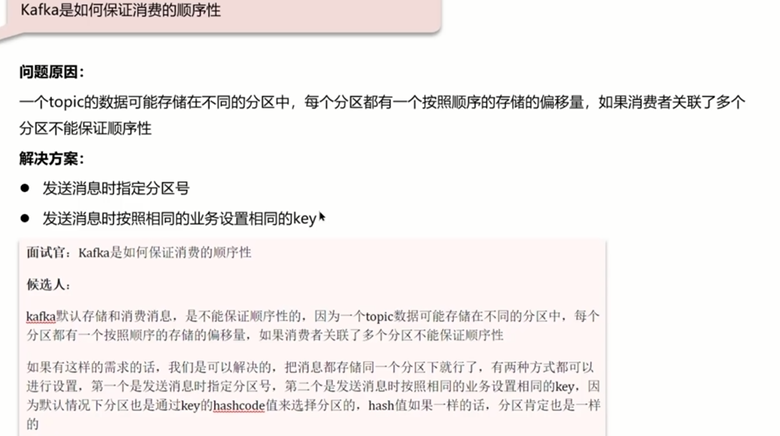 Kafka是如何保证消费的顺序性
问题原因：
一个topic的数据可能存储在不同的分区中，每个分区都有一个按照顺序的存储的偏移量，如果消费者关联了多个
分区不能保证顺序性
解决方案：
● 发送消息时指定分区号
● 发送消息时按照相同的业务设置相同的key
面试官：Kafka是如何保证消费的顺序性
候选人：
kafka默认存储和消费消息，是不能保证顺序性的，因为一个topic数据可能存储在不同的分区中，每个
分区都有一个按照顺序的存储的偏移量，如果消费者关联了多个分区不能保证顺序性
如果有这样的需求的话，我们是可以解决的，把消息都存储同一个分区下就行了，有两种方式都可以
进行设置，第一个是发送消息时指定分区号，第二个是发送消息时按照相同的业务设置相同的key，因
为默认情况下分区也是通过key的hashcode值来选择分区的，hash值如果一样的话，分区肯定也是一样
的